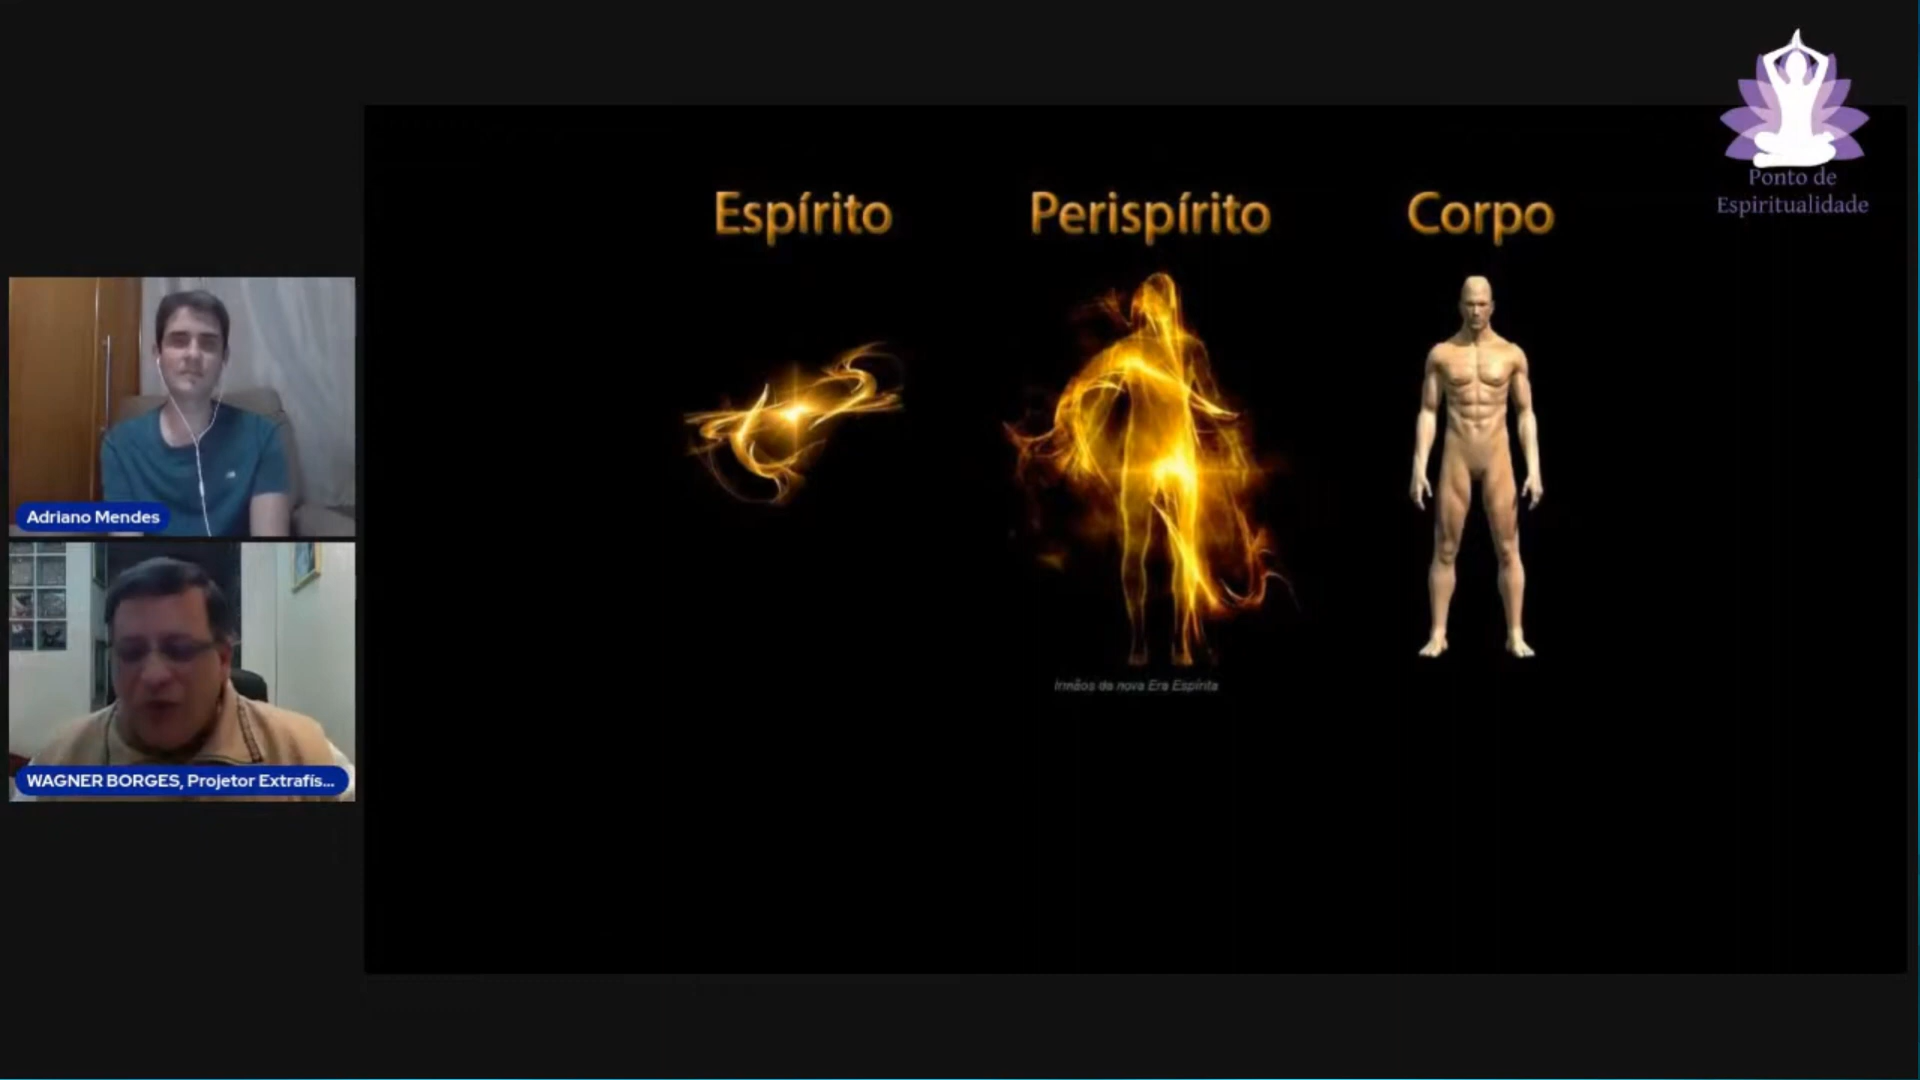 Ponto de
Espiritualidade
Espírito
Perispírito
Corpo
Adriano Mendes
Irmãos da nova Era Espírita
WAGNER BORGES, Projetor Extrafís...